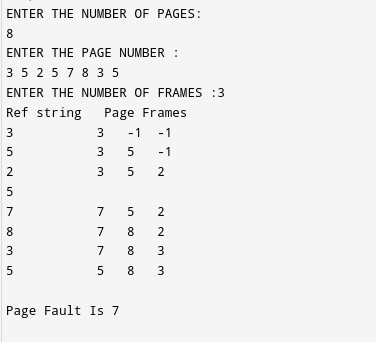 ENTER THE NUMBER OF PAGES:
8
ENTER THE PAGE NUMBER :
3 5 2 5 7 8 3 5
ENTER THE NUMBER OF FRAMES :3
Ref string   Page Frames
3           3   -1  -1
5           3   5   -1
2           3   5   2
5
7           7   5   2
8           7   8   2
3           7   8   3
5           5   8   3
Page Fault Is 7